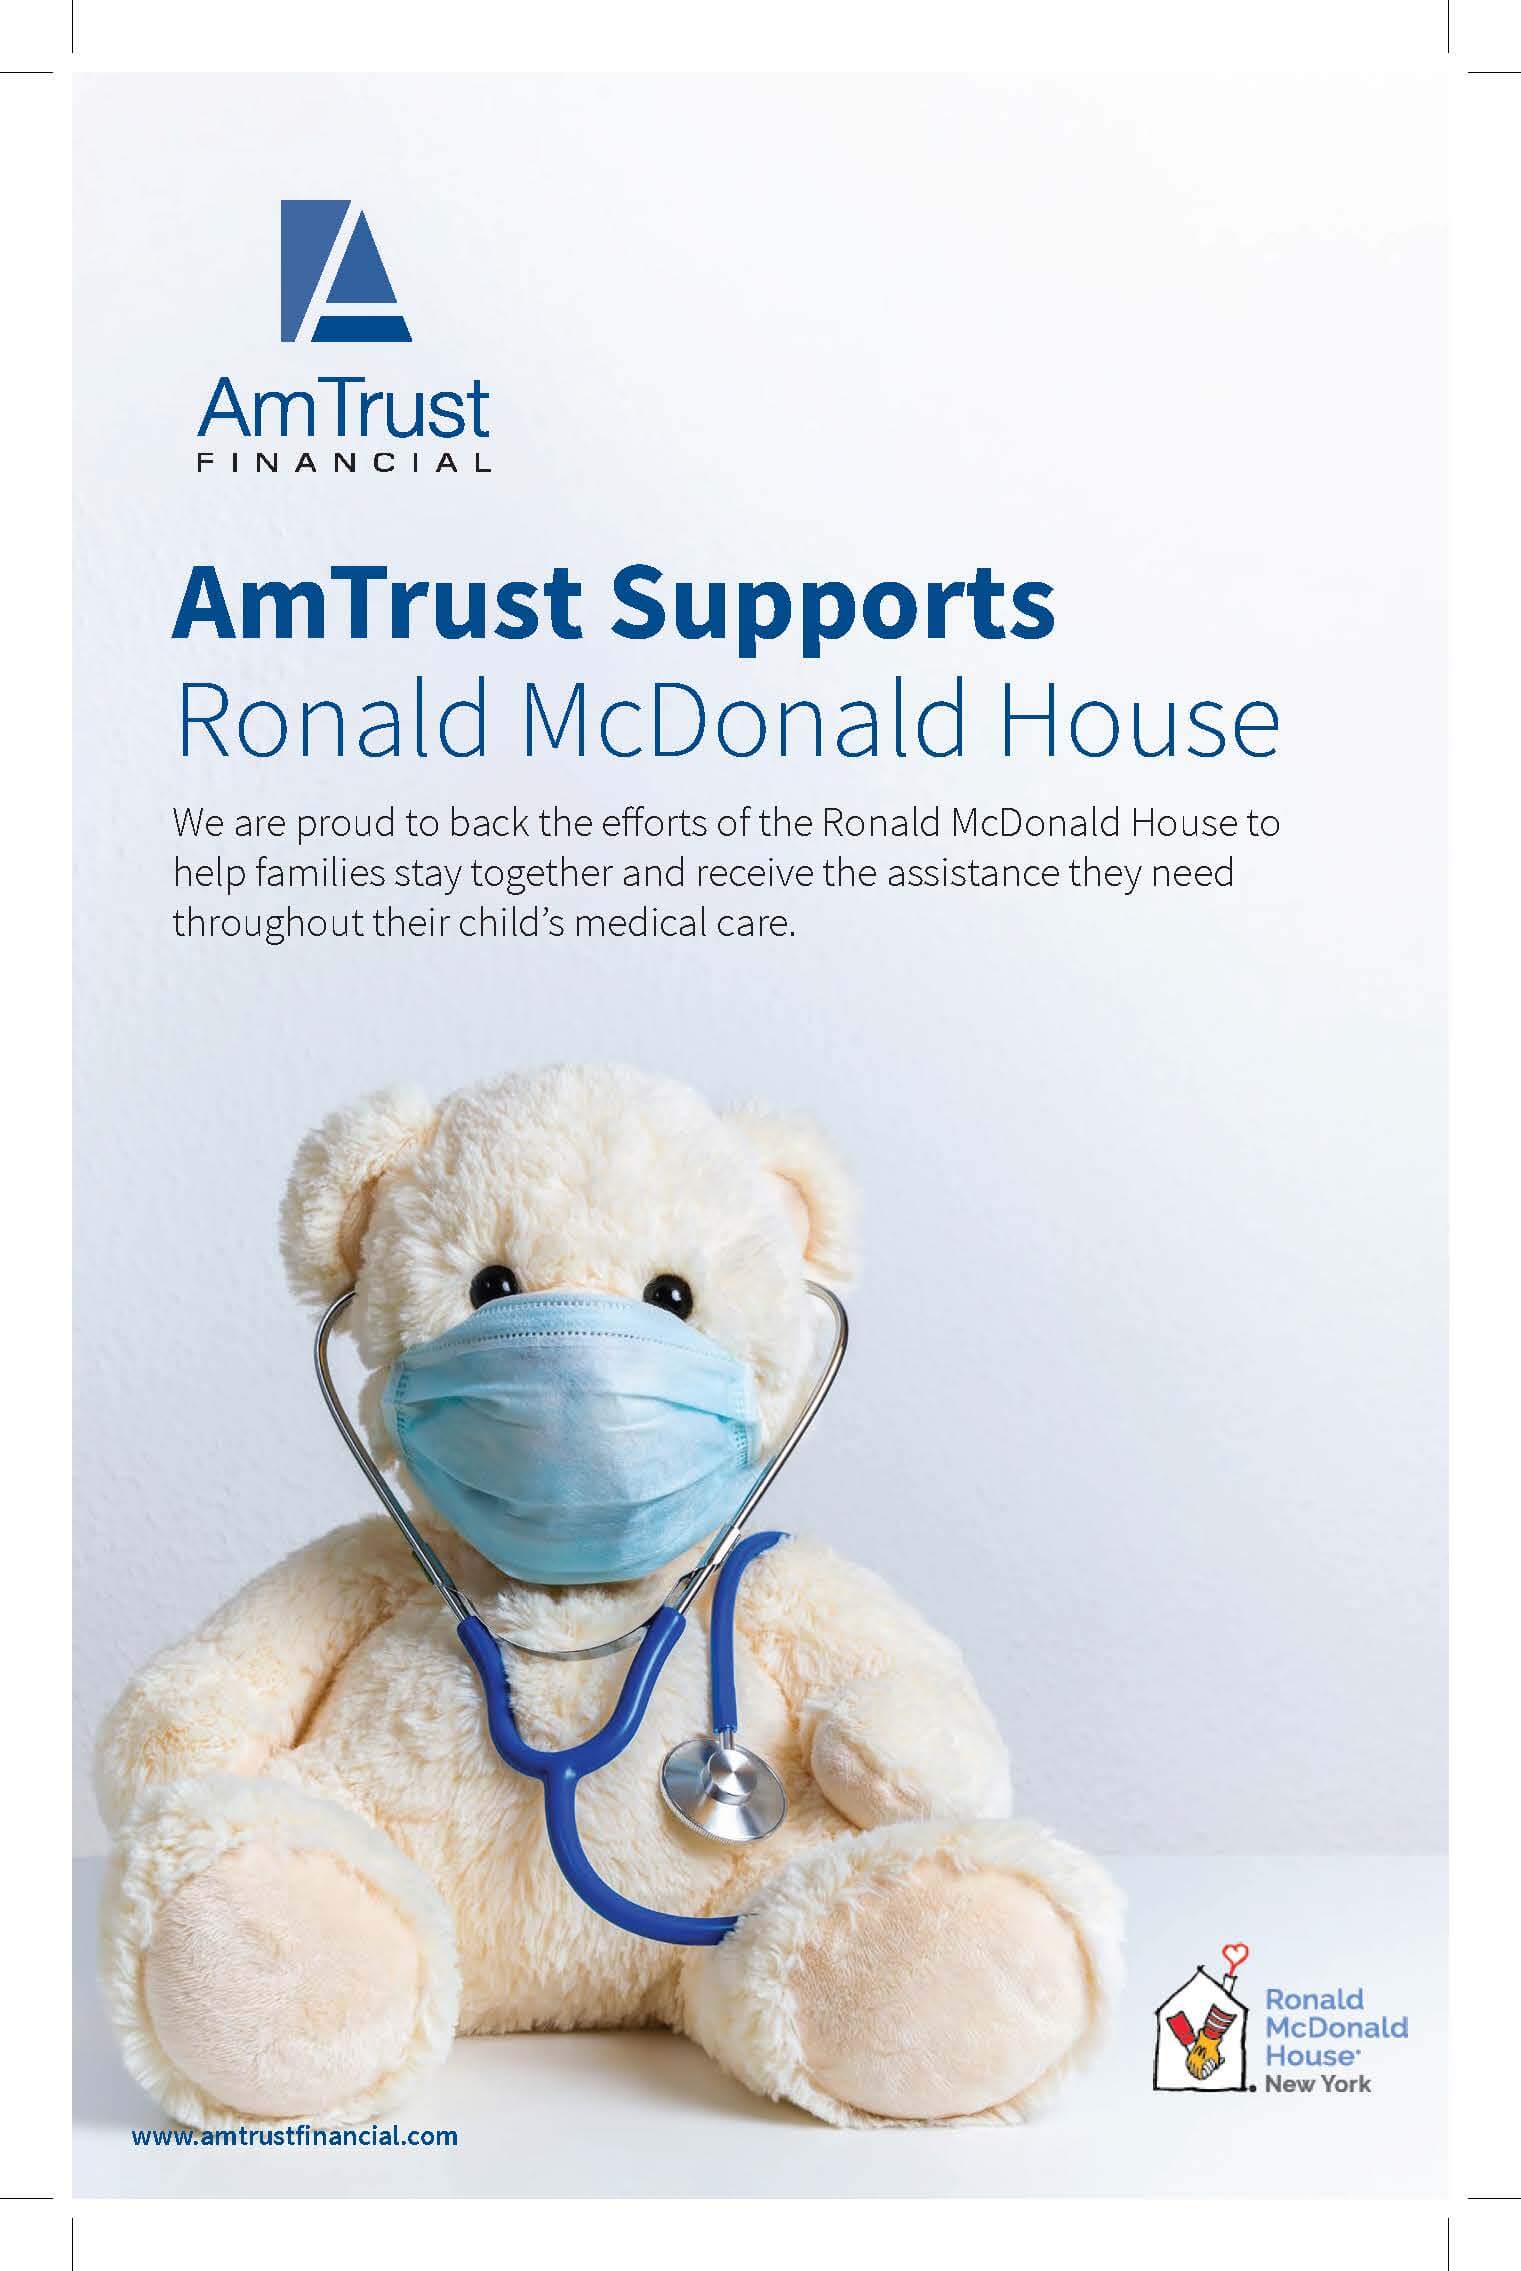 AmTrust
FINANCIAL
AmTrust Supports
Ronald McDonald House
We are proud to back the efforts of the Ronald McDonald House to
help families stay together and receive the assistance they need
throughout their child’s medical care.
Ronald
McDonald
House®
New York
www.amtrustfinancial.com